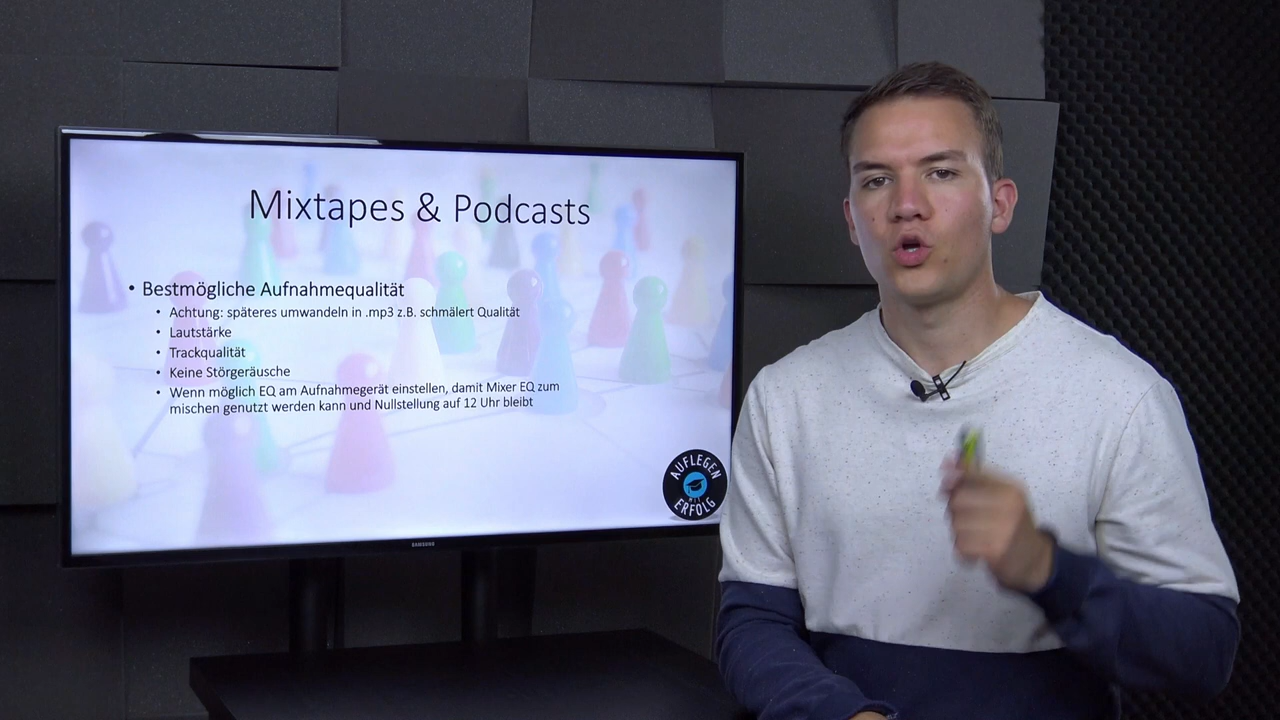 Mixtapes & Podcasts
• Bestmögliche Aufnahmequalität
• Achtung: späteres umwandeln in .mp3 z.B. schmälert Qualität
• Lautstärke
• Trackqualität
• Keine Störgeräusche
• Wenn möglich EQ am Aufnahmegerät einstellen, damit Mixer EQ zum
mischen genutzt werden kann und Nullstellung auf 12 Uhr bleibt
AUFLEGEN
MIT
ERFOLG
SAMSUNG